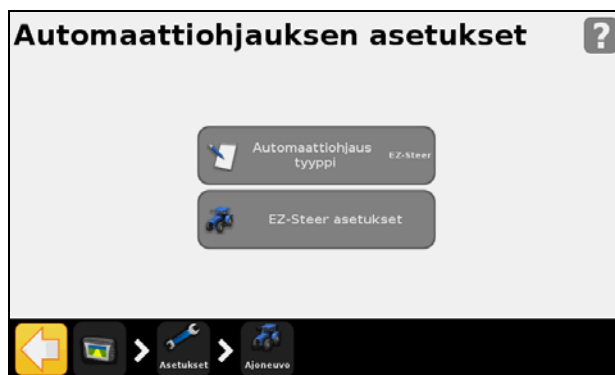 Automaattiohjauksen asetukset
?
Automaattiohjaus
tyyppi
EZ-Steer
EZ-Steer asetukset
Asetukset
Ajoneuvo